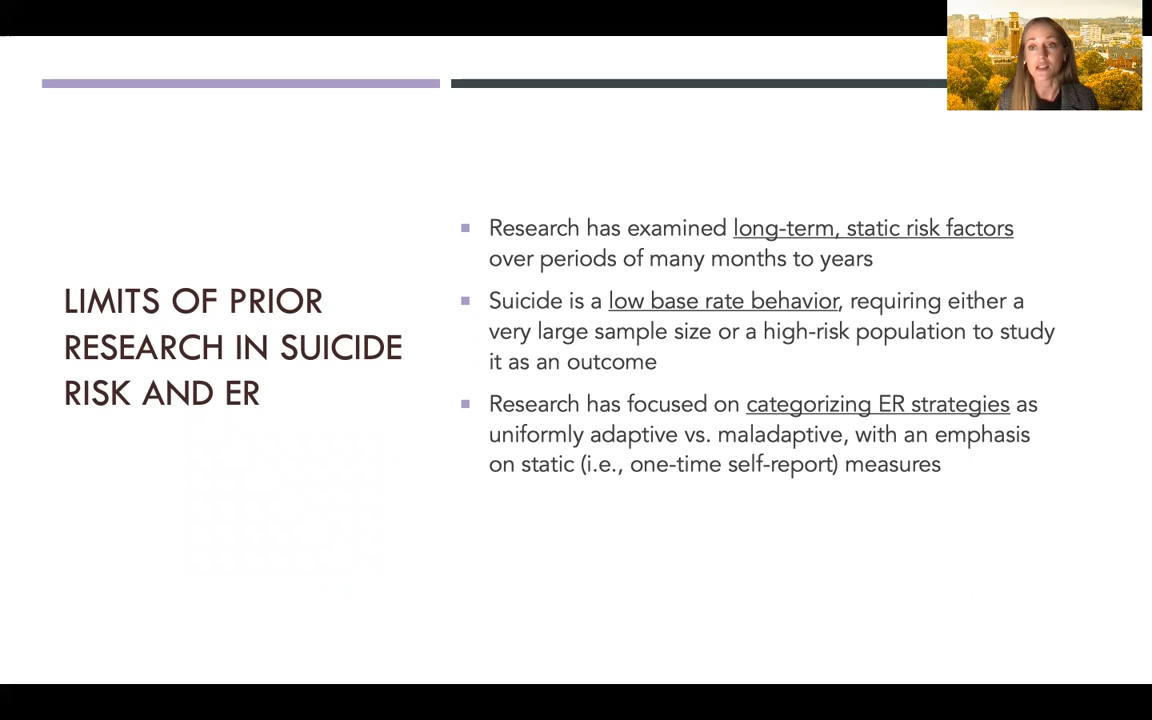 LIMITS OF PRIOR
RESEARCH IN SUICIDE
RISK AND ER
Research has examined long-term, static risk factors
over periods of many months to years
Suicide is a low base rate behavior, requiring either a
very large sample size or a high-risk population to study
it as an outcome
Research has focused on categorizing ER strategies as
uniformly adaptive vs. maladaptive, with an emphasis
on static (i.e., one-time self-report) measures